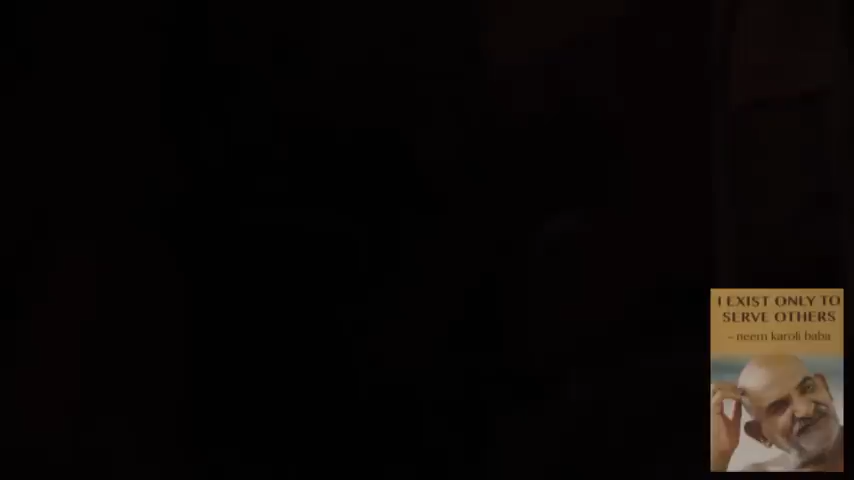 I EXIST ONLY TO
SERVE OTHERS
- neem karoli baba